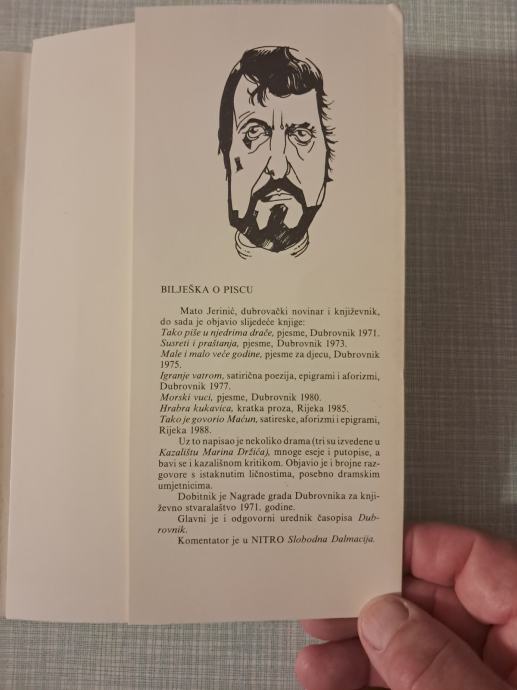 BILJEŠKA O PISCU
Mato Jerinić, dubrovački novinar i književnik,
do sada je objavio slijedeće knjige:
Tako piše u njedrima drače, pjesme, Dubrovnik 1971.
Susreti i praštanja, pjesme, Dubrovnik 1973.
Male i malo veće godine, pjesme za djecu, Dubrovnik
1975.
Igranje vatrom, satirična poezija, epigrami i aforizmi,
Dubrovnik 1977.
Morski vuci, pjesme, Dubrovnik 1980.
Hrabra kukavica, kratka proza, Rijeka 1985.
Tako je govorio Maćun, satireske, aforizmi i epigrami,
Rijeka 1988.
Uz to napisao je nekoliko drama (tri su izvedene u
Kazalištu Marina Držića), mnoge eseje i putopise, a
bavi se i kazališnom kritikom. Objavio je i brojne raz-
govore s istaknutim ličnostima, posebno dramskim
umjetnicima.
Dobitnik je Nagrade grada Dubrovnika za knji-
ževno stvaralaštvo 1971. godine.
Glavni je i odgovorni urednik časopisa Dub-
rovnik.
Komentator je u NITRO Slobodna Dalmacija.